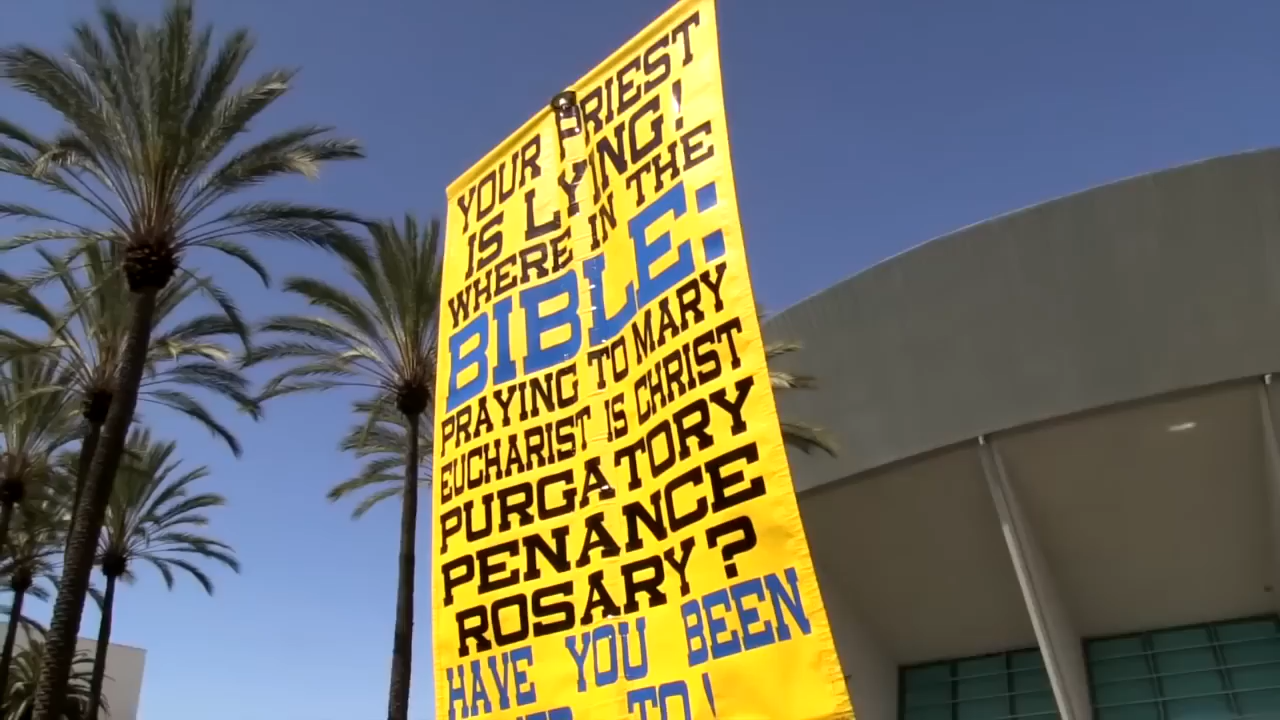 YOUR PRIEST
IS LYING!
WHERE IN THE
BIBLE:
PRAYING TO MARY
EUCHARIST IS CHRIST
PURGATORY
PENANCE
ROSARY?
HAVE YOU BEEN
TO